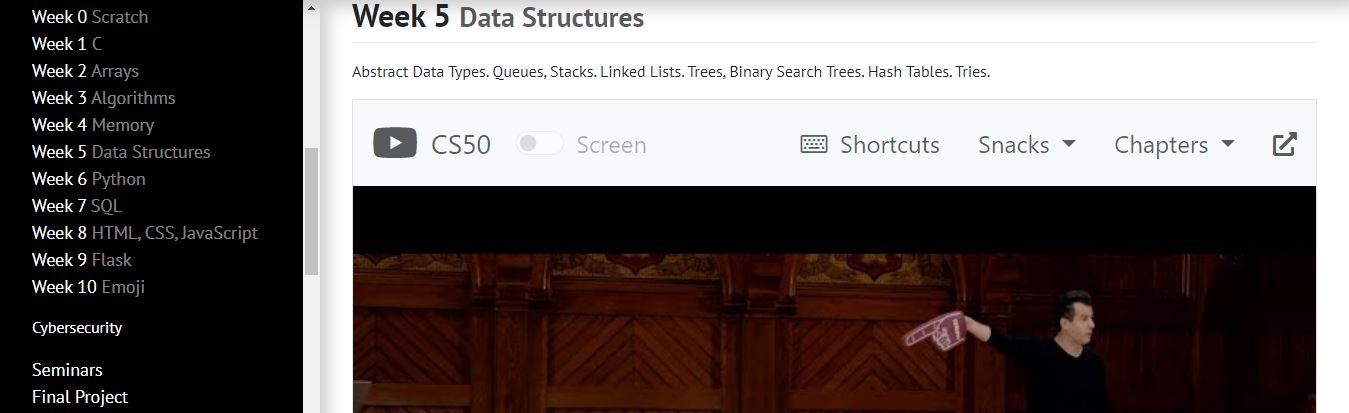 Week 0 Scratch
Week 1 C
Week 2 Arrays
Week 3 Algorithms
Week 4 Memory
Week 5 Data Structures
Week 6 Python
Week 7 SQL
Week 8 HTML, CSS, JavaScript
Week 9 Flask
Week 10 Emoji
Cybersecurity
Seminars
Final Project
Week 5 Data Structures
Abstract Data Types. Queues, Stacks. Linked Lists. Trees, Binary Search Trees. Hash Tables. Tries.
CS50 Screen Shortcuts Snacks Chapters